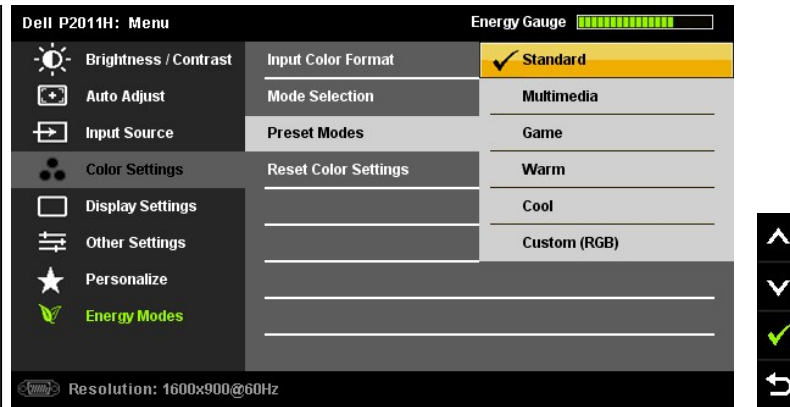 Dell P2011H: Menu
Energy Gauge
Brightness / Contrast
Auto Adjust
Input Source
Color Settings
Display Settings
Other Settings
Personalize
Energy Modes
Input Color Format
Mode Selection
Preset Modes
Reset Color Settings
Standard
Multimedia
Game
Warm
Cool
Custom (RGB)
Resolution: 1600x900@60Hz